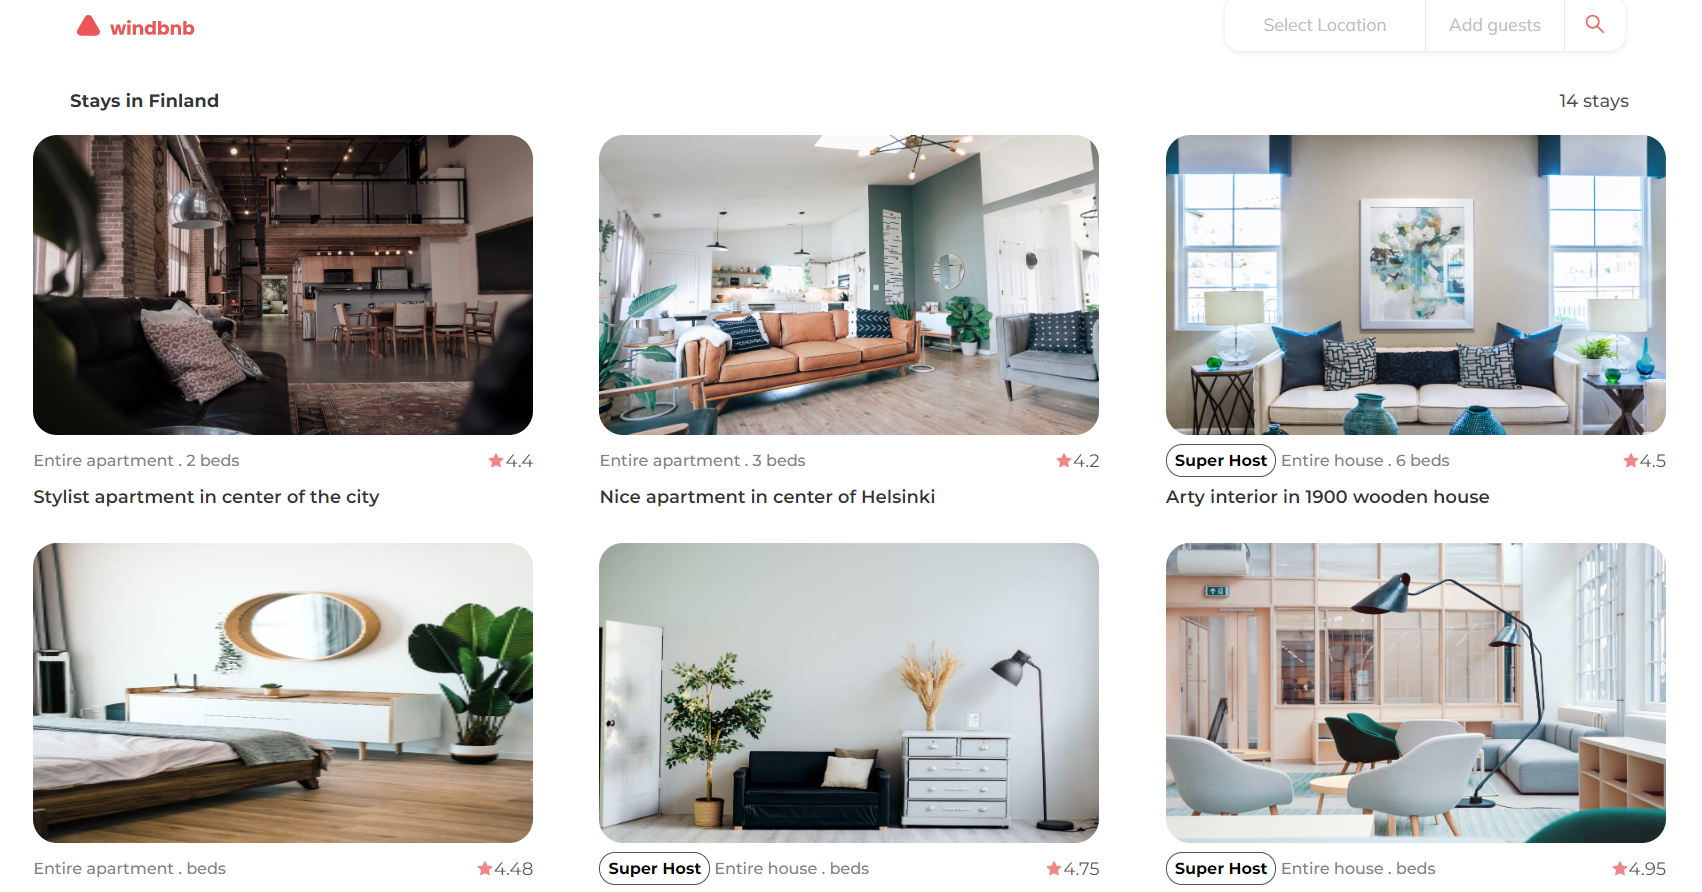 windbnb
Select Location
Add guests
Stays in Finland
14 stays
Entire apartment . 2 beds
4.4
Stylist apartment in center of the city
Entire apartment . 3 beds
4.2
Nice apartment in center of Helsinki
Super Host Entire house . 6 beds
4.5
Arty interior in 1900 wooden house
Entire apartment . beds
4.48
Super Host Entire house . beds
4.75
Super Host Entire house . beds
4.95